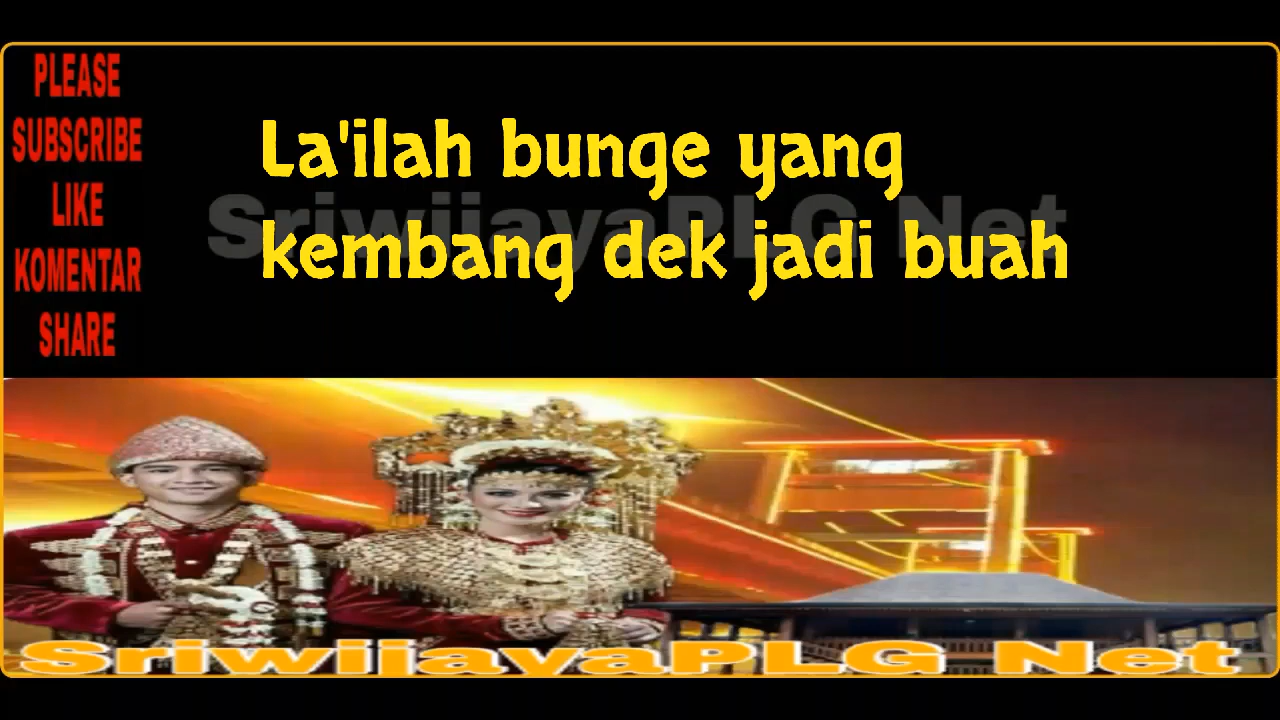 PLEASE
SUBSCRIBE
LIKE
KOMENTAR
SHARE
La'ilah bunge yang
kembang dek jadi buah
SriwijayaPLG Net
SriwijayaPLG Net